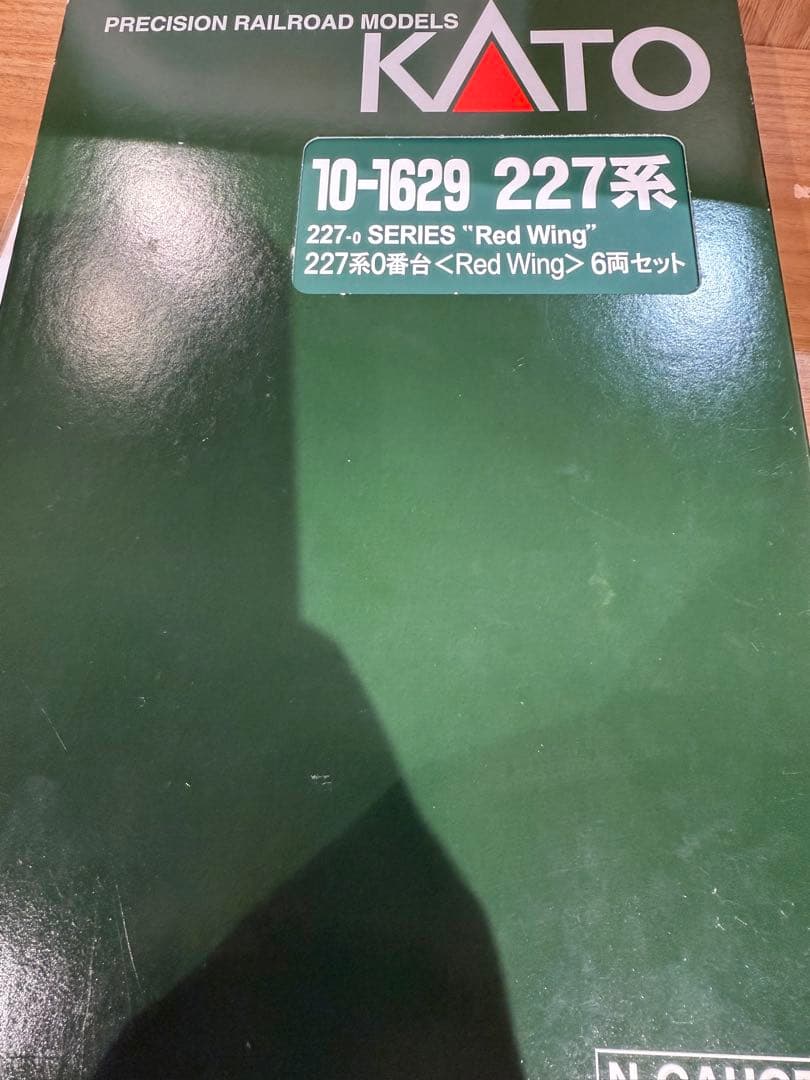 PRECISION RAILROAD MODELS
KATO
10-1629 227系
227-0 SERIES "Red Wing"
227系0番台<Red Wing> 6両セット
N GAUGE